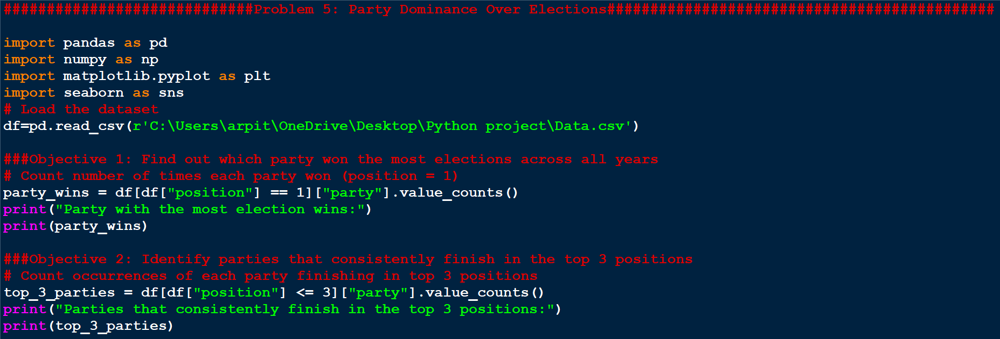 #############################Problem 5: Party Dominance Over Elections#############################################
import pandas as pd
import numpy as np
import matplotlib.pyplot as plt
import seaborn as sns
# Load the dataset
df=pd.read_csv(r'C:\Users\arpit\OneDrive\Desktop\Python project\Data.csv')
###Objective 1: Find out which party won the most elections across all years
# Count number of times each party won (position = 1)
party_wins = df[df["position"] == 1]["party"].value_counts()
print("Party with the most election wins:")
print(party_wins)
###Objective 2: Identify parties that consistently finish in the top 3 positions
# Count occurrences of each party finishing in top 3 positions
top_3_parties = df[df["position"] <= 3]["party"].value_counts()
print("Parties that consistently finish in the top 3 positions:")
print(top_3_parties)